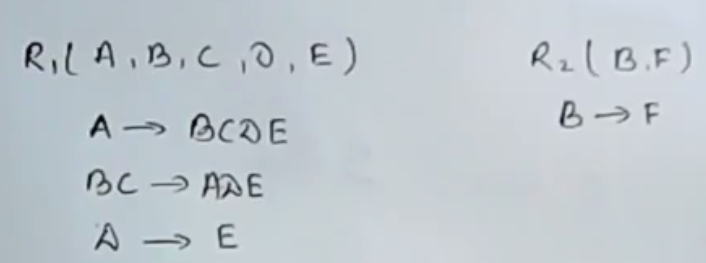 R₁(A,B,C,D,E)
A → BCDE
BC → ADE
D → E
R₂(B.F)
B → F